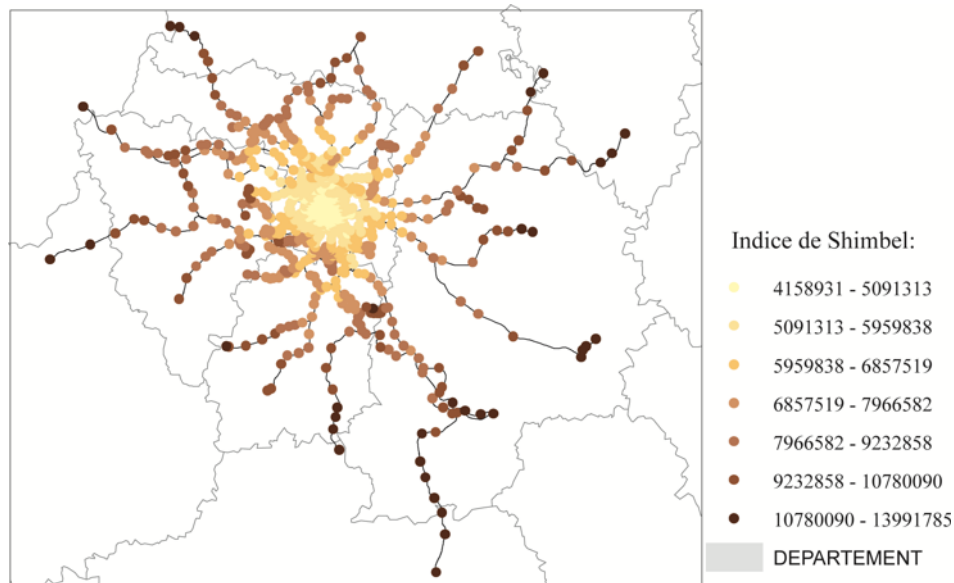 Indice de Shimbel:
4158931 - 5091313
5091313 - 5959838
5959838 - 6857519
6857519 - 7966582
7966582 - 9232858
9232858 - 10780090
10780090 - 13991785
DEPARTEMENT